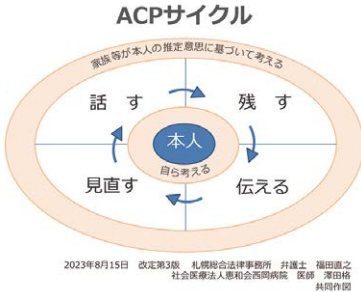 ACPサイクル
家族等が本人の推定意思に基づいて考える
話　す
残　す
本人
自ら考える
見直す
伝える
2023年8月15日　改定第3版　札幌総合法律事務所　弁護士　福田直之
社会医療法人恵和会西岡病院　医師　澤田格
共同作図